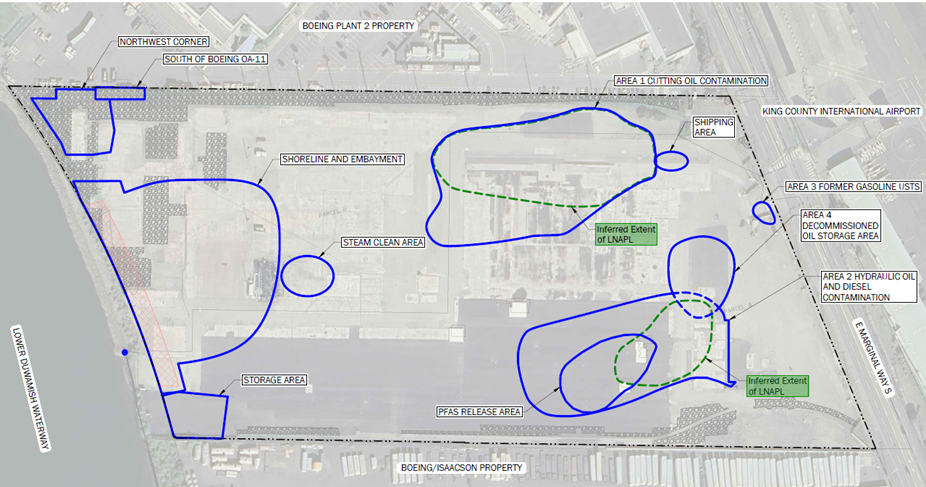 BOEING PLANT 2 PROPERTY
NORTHWEST CORNER
SOUTH OF BOEING OA-11
AREA 1 CUTTING OIL CONTAMINATION
KING COUNTY INTERNATIONAL AIRPORT
SHIPPING
AREA
SHORELINE AND EMBAYMENT
AREA 3 FORMER GASOLINE USTS
AREA 4
DECOMMISSIONED
OIL STORAGE AREA
Inferred Extent
of LNAPL
STEAM CLEAN AREA
AREA 2 HYDRAULIC OIL
AND DIESEL
CONTAMINATION
E MARGINAL WAY S
LOWER DUWAMISH WATERWAY
STORAGE AREA
Inferred Extent
of LNAPL
PFAS RELEASE AREA
BOEING/ISAACSON PROPERTY